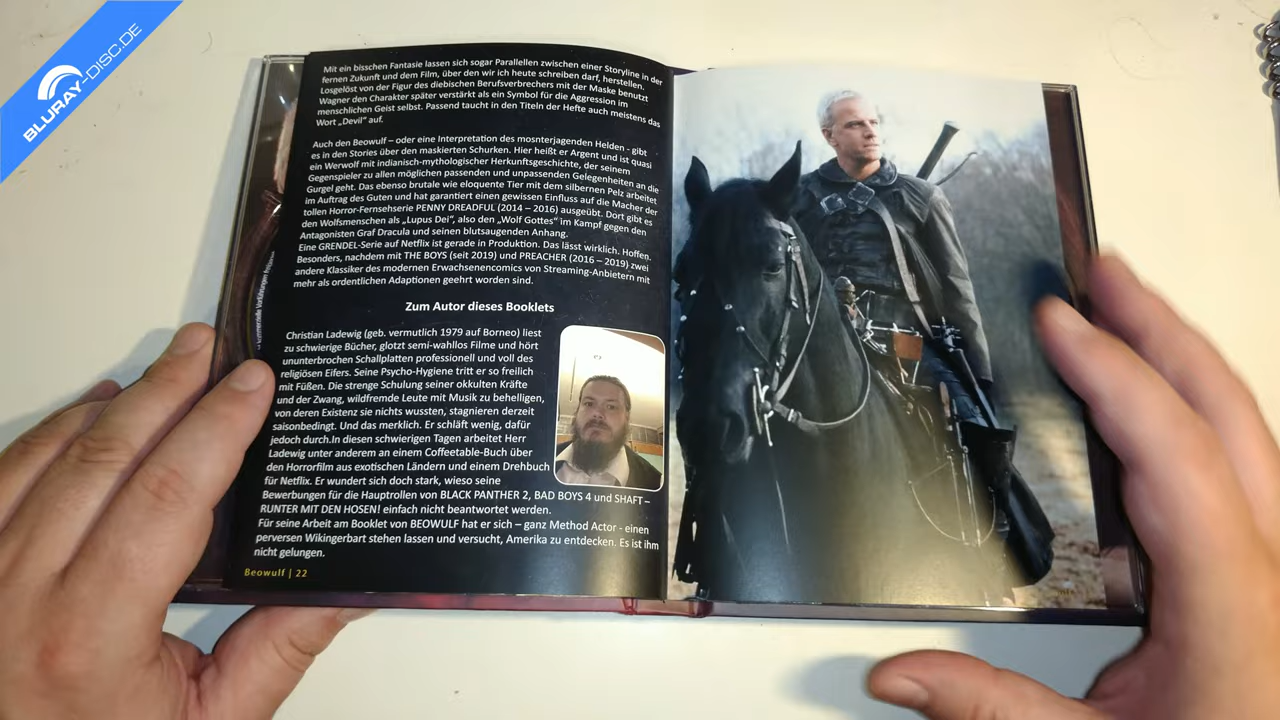 BLURAY-DISC.DE
Mit ein bisschen Fantasie lassen sich sogar Parallellen zwischen einer Storyline in der
fernen Zukunft und dem Film, über den wir ich heute schreiben darf, herstellen.
Losgelöst von der Figur des diebischen Berufsverbrechers mit der Maske benutzt
Wagner den Charakter später verstärkt als ein Symbol für die Aggression im
menschlichen Geist selbst. Passend taucht in den Titeln der Hefte auch meistens das
Wort „Devil“ auf.
Auch den Beowulf – oder eine Interpretation des mosnterjagenden Helden - gibt
es in den Stories über den maskierten Schurken. Hier heißt er Argent und ist quasi
ein Werwolf mit indianisch-mythologischer Herkunftsgeschichte, der seinem
Gegenspieler zu allen möglichen passenden und unpassenden Gelegenheiten an die
Gurgel geht. Das ebenso brutale wie eloquente Tier mit dem silbernen Pelz arbeitet
im Auftrag des Guten und hat garantiert einen gewissen Einfluss auf die Macher der
tollen Horror-Fernsehserie PENNY DREADFUL (2014 – 2016) ausgeübt. Dort gibt es
den Wolfsmenschen als „Lupus Dei“, also den „Wolf Gottes“ im Kampf gegen den
Antagonisten Graf Dracula und seinen blutsaugenden Anhang.
Eine GRENDEL-Serie auf Netflix ist gerade in Produktion. Das lässt wirklich. Hoffen.
Besonders, nachdem mit THE BOYS (seit 2019) und PREACHER (2016 – 2019) zwei
andere Klassiker des modernen Erwachsenencomics von Streaming-Anbietern mit
mehr als ordentlichen Adaptionen geehrt worden sind.
Zum Autor dieses Booklets
Christian Ladewig (geb. vermutlich 1979 auf Borneo) liest
zu schwierige Bücher, glotzt semi-wahllos Filme und hört
ununterbrochen Schallplatten professionell und voll des
religiösen Eifers. Seine Psycho-Hygiene tritt er so freilich
mit Füßen. Die strenge Schulung seiner okkulten Kräfte
und der Zwang, wildfremde Leute mit Musik zu behelligen,
von deren Existenz sie nichts wussten, stagnieren derzeit
saisonbedingt. Und das merklich. Er schläft wenig, dafür
jedoch durch.In diesen schwierigen Tagen arbeitet Herr
Ladewig unter anderem an einem Coffeetable-Buch über
den Horrorfilm aus exotischen Ländern und einem Drehbuch
für Netflix. Er wundert sich doch stark, wieso seine
Bewerbungen für die Hauptrollen von BLACK PANTHER 2, BAD BOYS 4 und SHAFT –
RUNTER MIT DEN HOSEN! einfach nicht beantwortet werden.
Für seine Arbeit am Booklet von BEOWULF hat er sich – ganz Method Actor - einen
perversen Wikingerbart stehen lassen und versucht, Amerika zu entdecken. Es ist ihm
nicht gelungen.
Beowulf | 22